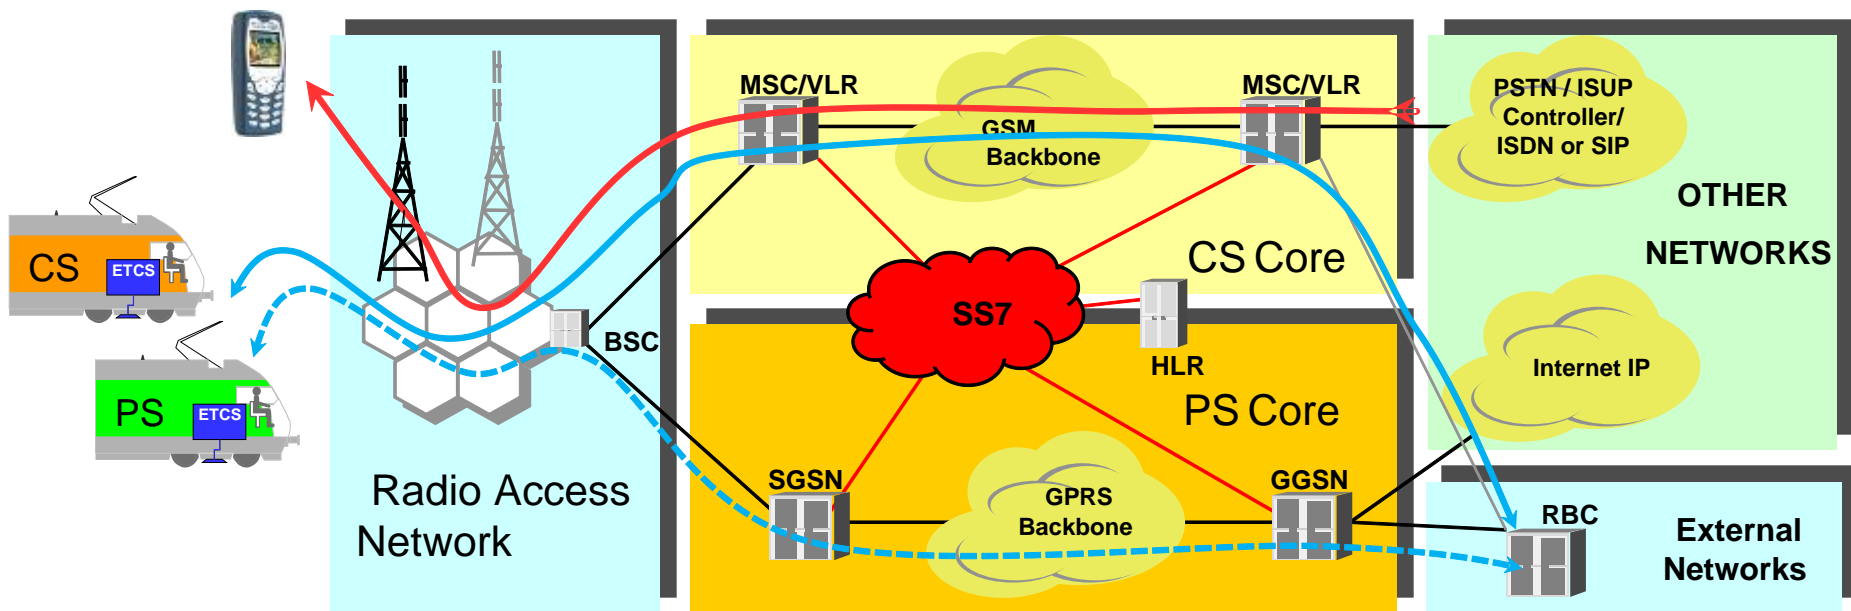 MSC/VLR
MSC/VLR
PSTN / ISUP
Controller/
ISDN or SIP
GSM
Backbone
OTHER
NETWORKS
CS
ETCS
CS Core
SS7
BSC
HLR
Internet IP
PS
ETCS
PS Core
Radio Access
Network
SGSN
GPRS
Backbone
GGSN
RBC
External
Networks